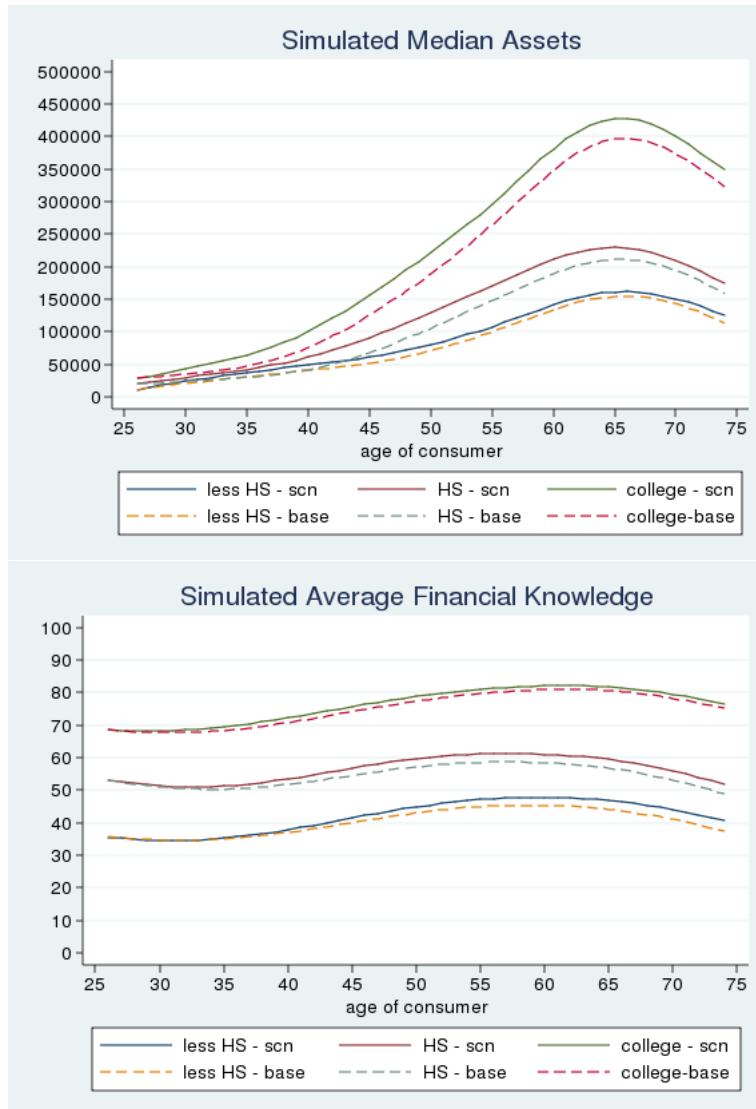 Simulated Median Assets
500000
450000
400000
350000
300000
250000
200000
150000
100000
50000
0
25 30 35 40 45 50 55 60 65 70 75
age of consumer
less HS - scn HS - scn college - scn
less HS - base HS - base college-base
Simulated Average Financial Knowledge
100
90
80
70
60
50
40
30
20
10
0
25 30 35 40 45 50 55 60 65 70 75
age of consumer
less HS - scn HS - scn college - scn
less HS - base HS - base college-base